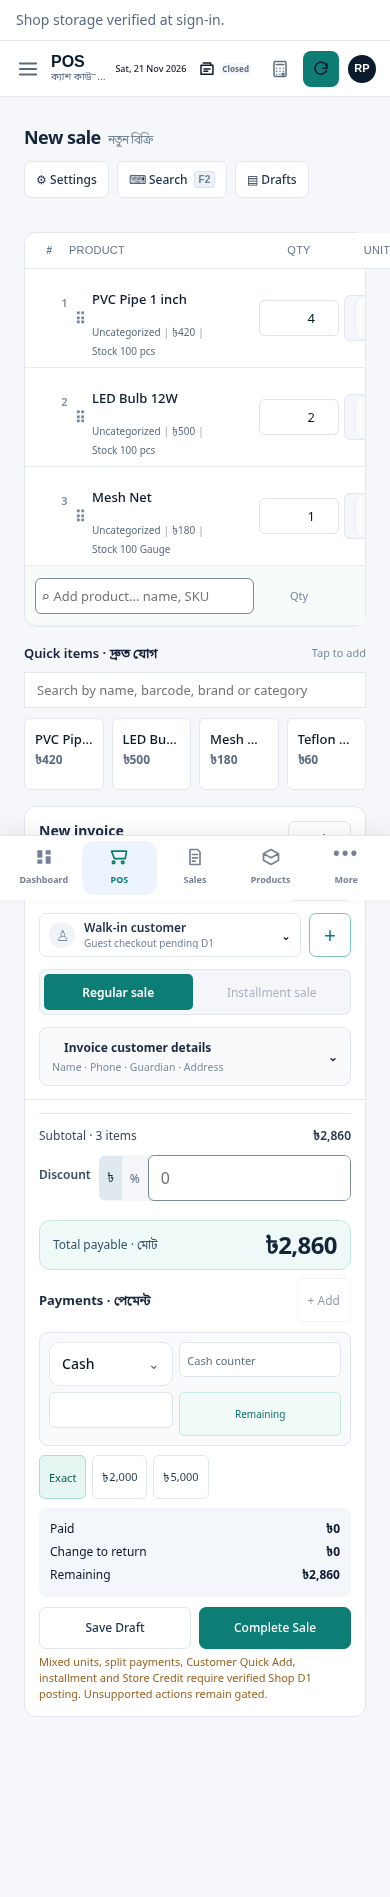 Shop storage verified at sign-in.
POS
ক্যাশ কাউ...
Sat, 21 Nov 2026
Closed
RP
New sale নতুন বিক্রি
Settings
Search F2
Drafts
# PRODUCT QTY UNIT
1 PVC Pipe 1 inch
Uncategorized | ৳420 |
Stock 100 pcs
4
2 LED Bulb 12W
Uncategorized | ৳500 |
Stock 100 pcs
2
3 Mesh Net
Uncategorized | ৳180 |
Stock 100 Gauge
1
Add product... name, SKU Qty
Quick items · দ্রুত যোগ Tap to add
Search by name, barcode, brand or category
PVC Pip... LED Bu... Mesh ... Teflon ...
৳420 ৳500 ৳180 ৳60
New invoice
Dashboard POS Sales Products More
Walk-in customer
Guest checkout pending D1
+
Regular sale Installment sale
Invoice customer details
Name · Phone · Guardian · Address
Subtotal · 3 items ৳2,860
Discount ৳ % 0
Total payable · মোট ৳2,860
Payments · পেমেন্ট + Add
Cash Cash counter
Remaining
Exact ৳2,000 ৳5,000
Paid ৳0
Change to return ৳0
Remaining ৳2,860
Save Draft Complete Sale
Mixed units, split payments, Customer Quick Add,
installment and Store Credit require verified Shop D1
posting. Unsupported actions remain gated.